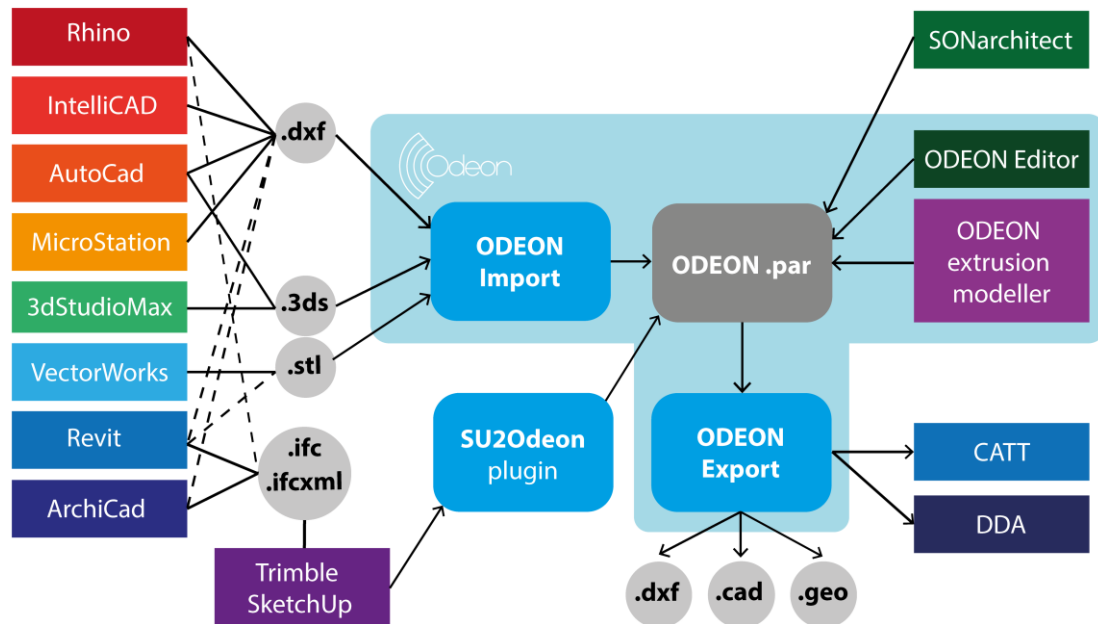 Rhino
IntelliCAD
AutoCad
MicroStation
3dStudioMax
VectorWorks
Revit
ArchiCad
.dxf
.3ds
.stl
.ifc
.ifcxml
Trimble
SketchUp
Odeon
ODEON
Import
SU2Odeon
plugin
ODEON .par
ODEON
Export
.dxf
.cad
.geo
SONarchitect
ODEON Editor
ODEON
extrusion
modeller
CATT
DDA